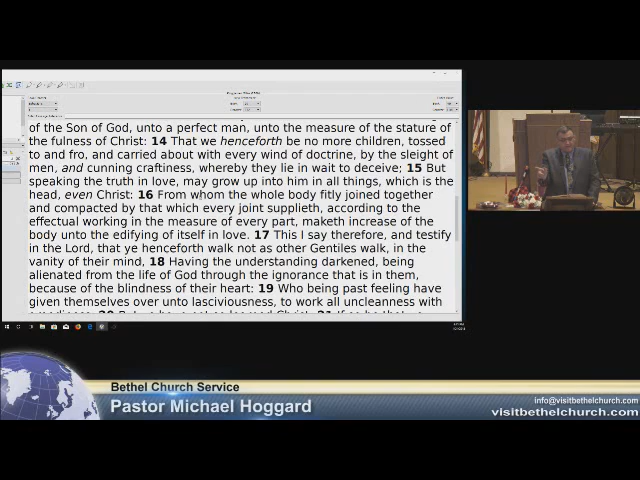 of the Son of God, unto a perfect man, unto the measure of the stature of
the fulness of Christ: 14 That we henceforth be no more children, tossed
to and fro, and carried about with every wind of doctrine, by the sleight of
men, and cunning craftiness, whereby they lie in wait to deceive; 15 But
speaking the truth in love, may grow up into him in all things, which is the
head, even Christ: 16 From whom the whole body fitly joined together
and compacted by that which every joint supplieth, according to the
effectual working in the measure of every part, maketh increase of the
body unto the edifying of itself in love. 17 This I say therefore, and testify
in the Lord, that ye henceforth walk not as other Gentiles walk, in the
vanity of their mind, 18 Having the understanding darkened, being
alienated from the life of God through the ignorance that is in them,
because of the blindness of their heart: 19 Who being past feeling have
given themselves over unto lasciviousness, to work all uncleanness with
Bethel Church Service
Pastor Michael Hoggard
info@visitbethelchurch.com
visitbethelchurch.com